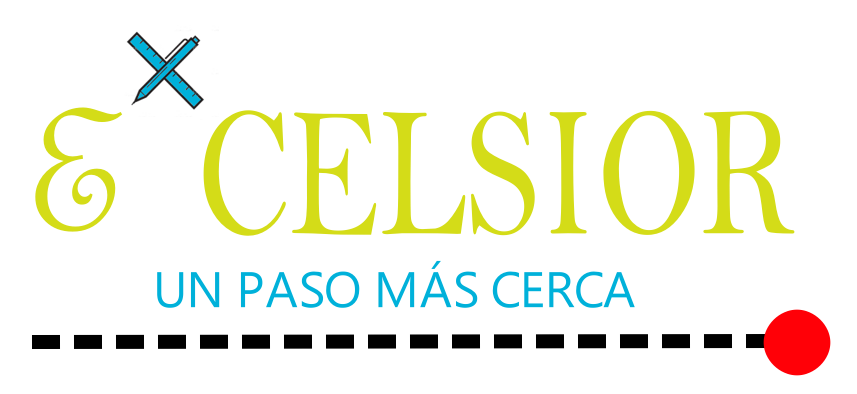 EXCELSIOR
UN PASO MÁS CERCA